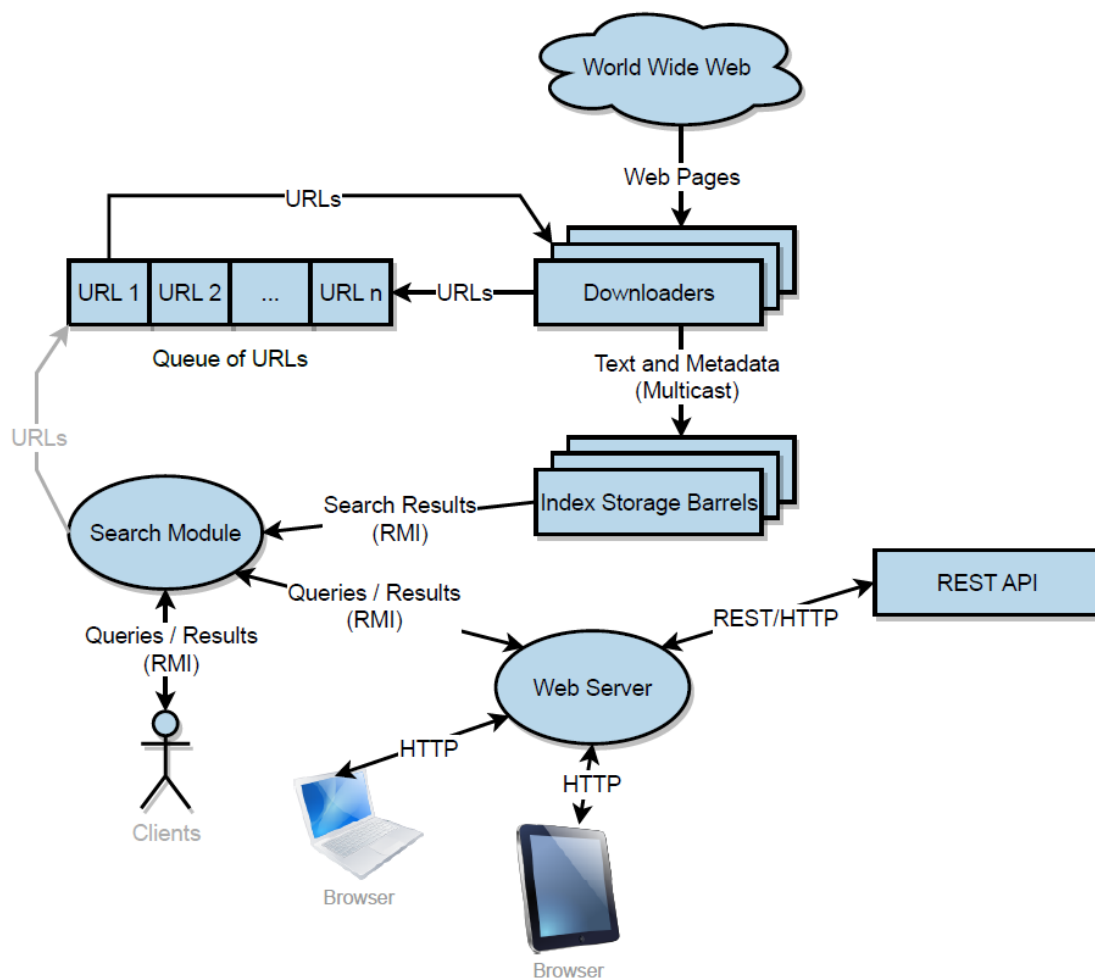 World Wide Web
Web Pages
URLs
URL 1
URL 2
...
URL n
URLs
Downloaders
Queue of URLs
Text and Metadata
(Multicast)
URLs
Search Module
Search Results
(RMI)
Index Storage Barrels
Queries / Results
(RMI)
REST API
REST/HTTP
Queries / Results
(RMI)
Web Server
HTTP
HTTP
Clients
Browser
Browser